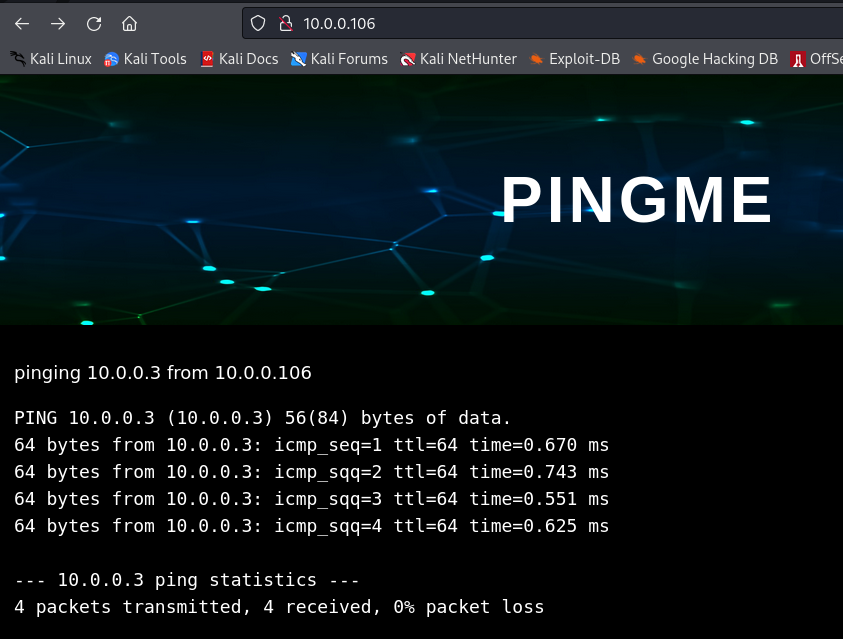 10.0.0.106
Kali Linux Kali Tools Kali Docs Kali Forums Kali NetHunter Exploit-DB Google Hacking DB OffSe
PINGME
pinging 10.0.0.3 from 10.0.0.106
PING 10.0.0.3 (10.0.0.3) 56(84) bytes of data.
64 bytes from 10.0.0.3: icmp_seq=1 ttl=64 time=0.670 ms
64 bytes from 10.0.0.3: icmp_sqq=2 ttl=64 time=0.743 ms
64 bytes from 10.0.0.3: icmp_sqq=3 ttl=64 time=0.551 ms
64 bytes from 10.0.0.3: icmp_sqq=4 ttl=64 time=0.625 ms
--- 10.0.0.3 ping statistics ---
4 packets transmitted, 4 received, 0% packet loss